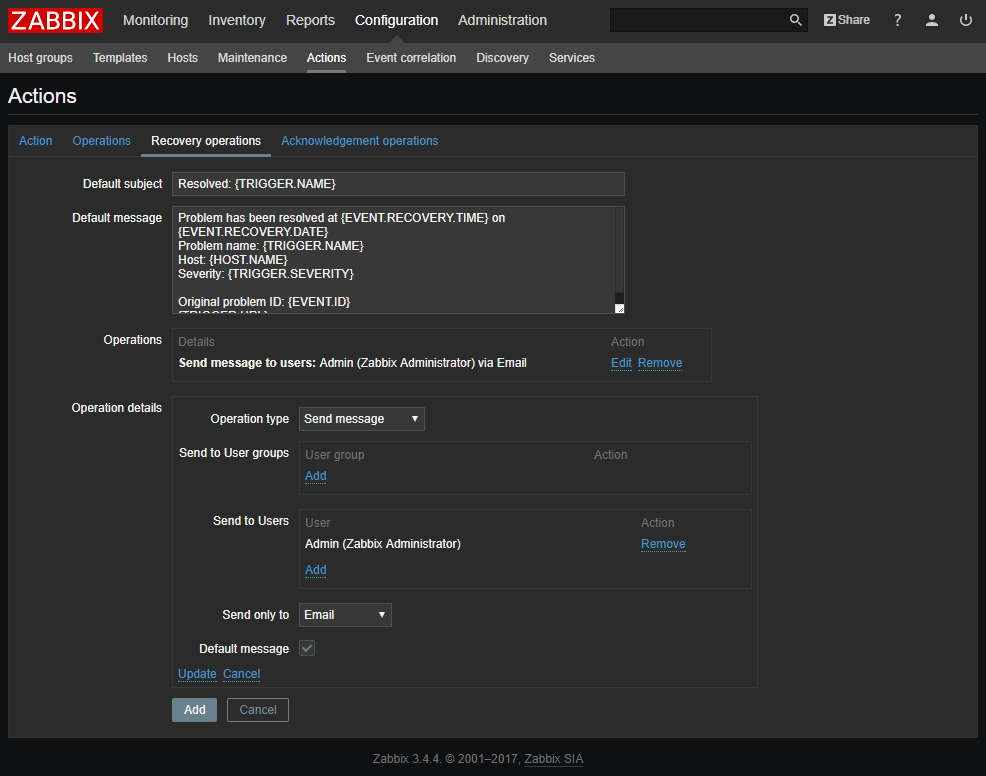 ZABBIX Monitoring Inventory Reports Configuration Administration Z Share ?
Host groups Templates Hosts Maintenance Actions Event correlation Discovery Services
Actions
Action Operations Recovery operations Acknowledgement operations
Default subject Resolved: {TRIGGER.NAME}
Default message Problem has been resolved at {EVENT.RECOVERY.TIME} on
{EVENT.RECOVERY.DATE}
Problem name: {TRIGGER.NAME}
Host: {HOST.NAME}
Severity: {TRIGGER.SEVERITY}
Original problem ID: {EVENT.ID}
{TRIGGER.URL}
Operations Details Action
Send message to users: Admin (Zabbix Administrator) via Email Edit Remove
Operation details
Operation type Send message
Send to User groups User group Action
Add
Send to Users User Action
Admin (Zabbix Administrator) Remove
Add
Send only to Email
Default message
Update Cancel
Add Cancel
Zabbix 3.4.4. © 2001–2017, Zabbix SIA